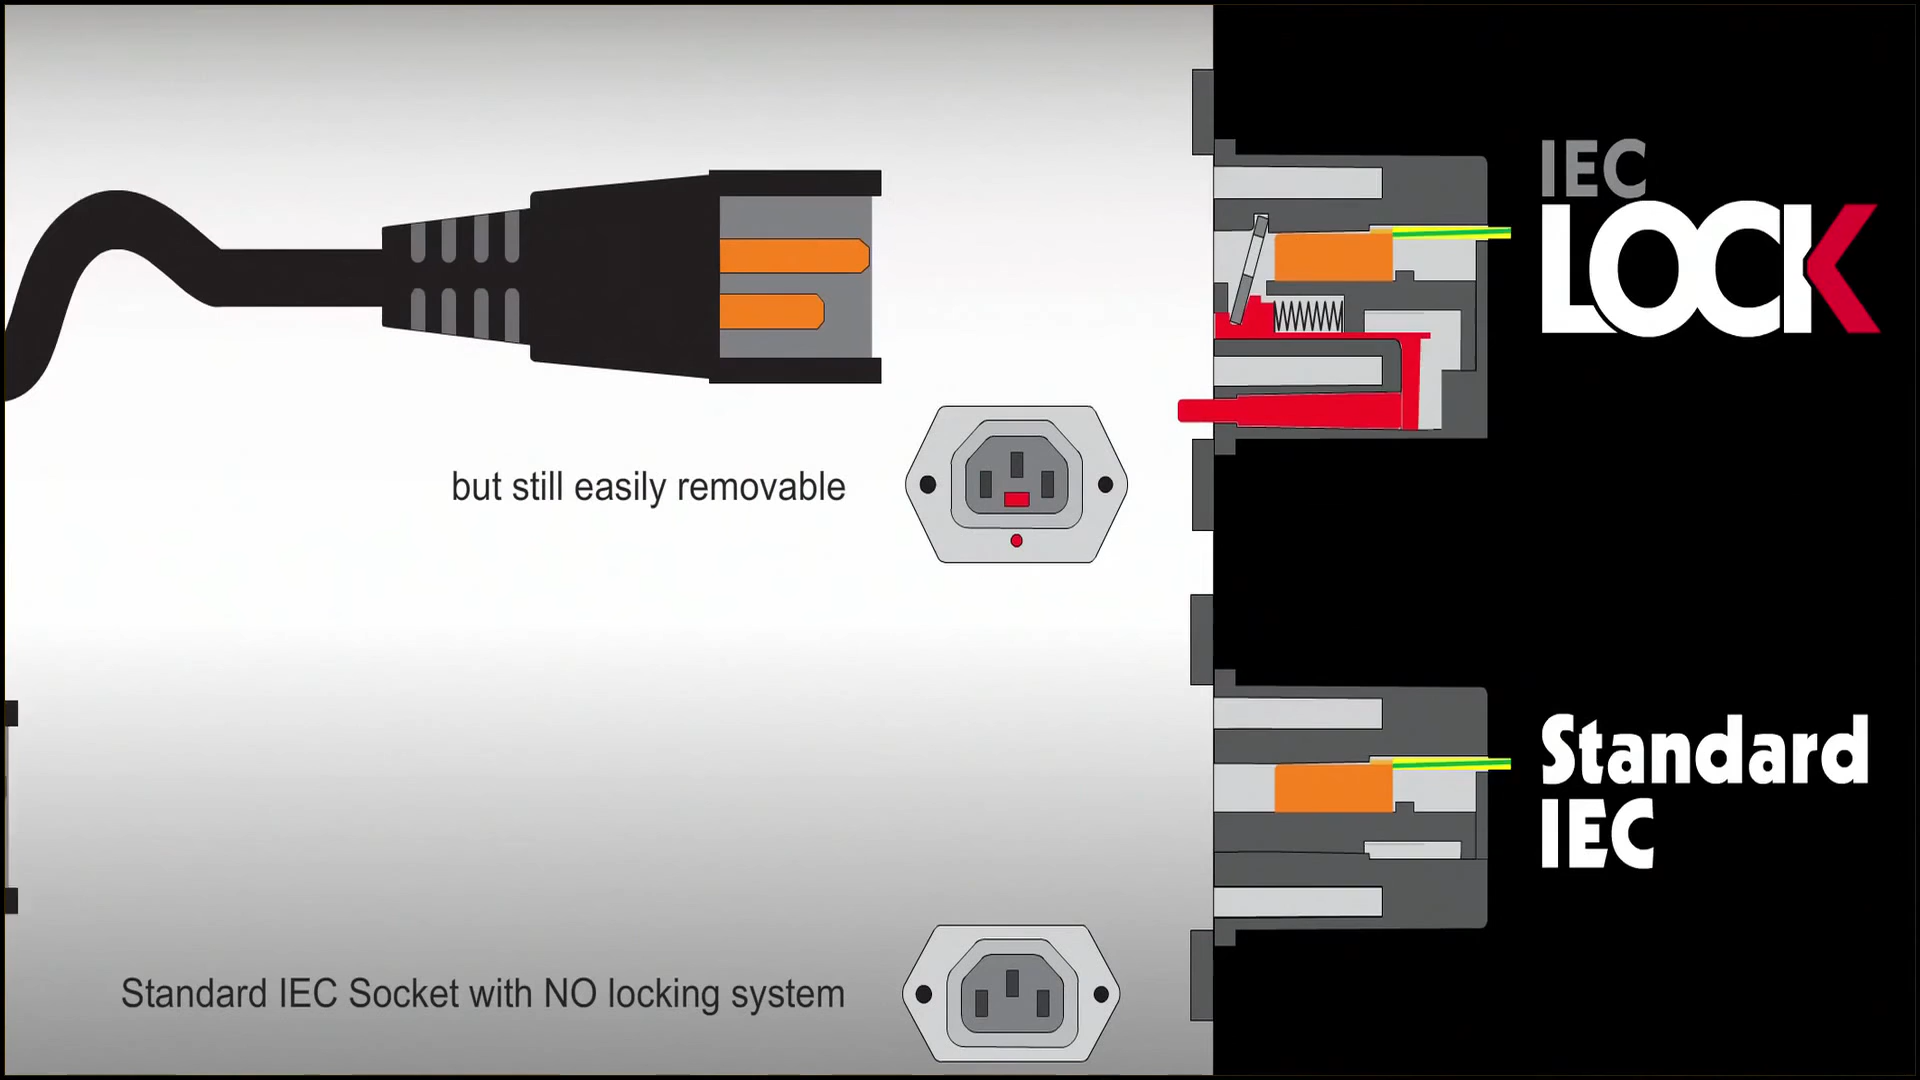 IEC
LOCK
but still easily removable
Standard
IEC
Standard IEC Socket with NO locking system